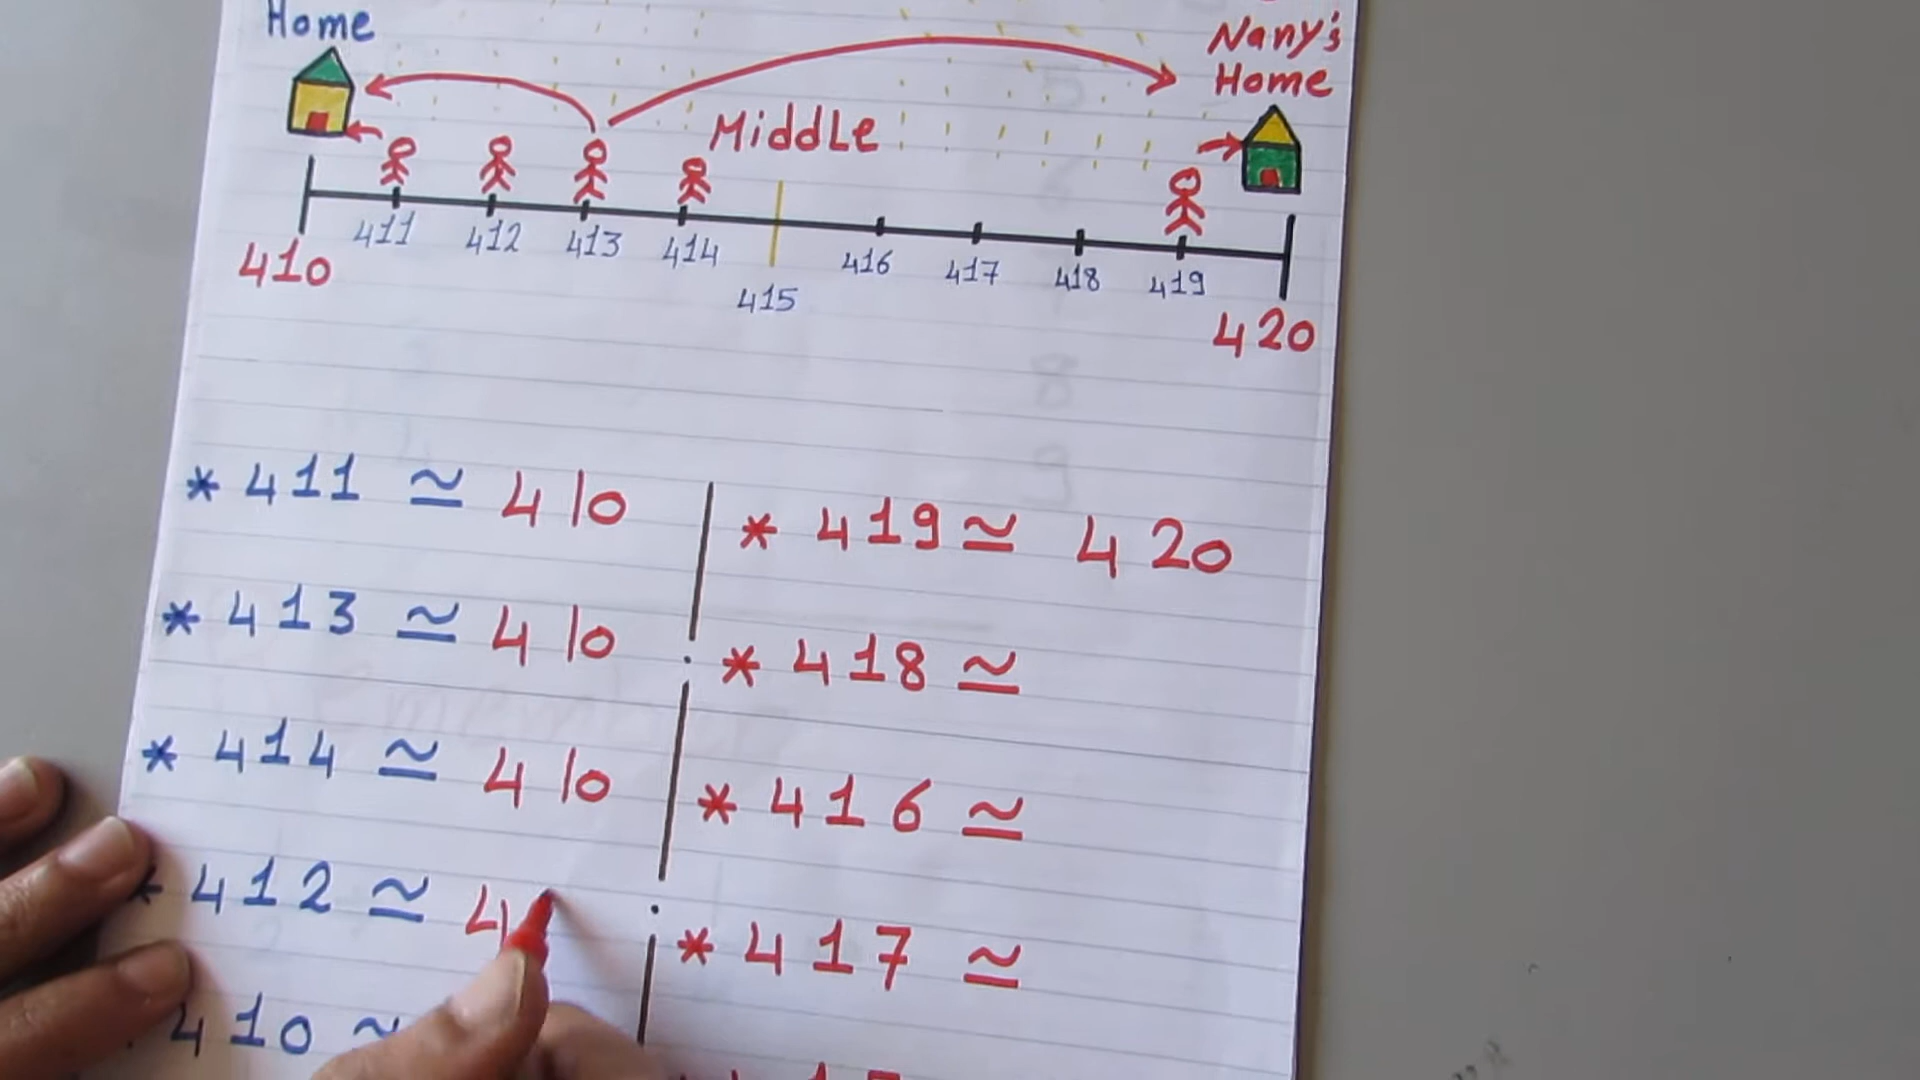 Home
Nany's
Home
Middle
411 412 413 414 415 416 417 418 419
410
420
* 411 ≃ 410
* 413 ≃ 410
* 414 ≃ 410
* 412 ≃ 4
410 ≃
* 419 ≃ 420
* 418 ≃
* 416 ≃
* 417 ≃